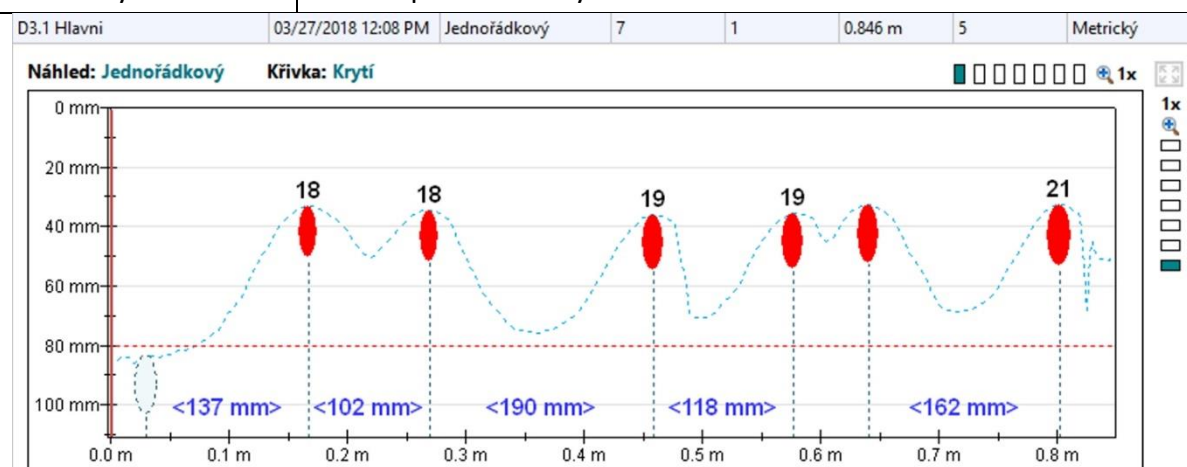 D3.1 Hlavni 03/27/2018 12:08 PM Jednořádkový 7 1 0.846 m 5 Metrický
Náhled: Jednořádkový Křivka: Krytí 1x
1x
0 mm
20 mm
40 mm
60 mm
80 mm
100 mm
18 18 19 19 21
<137 mm> <102 mm> <190 mm> <118 mm> <162 mm>
0.0 m 0.1 m 0.2 m 0.3 m 0.4 m 0.5 m 0.6 m 0.7 m 0.8 m